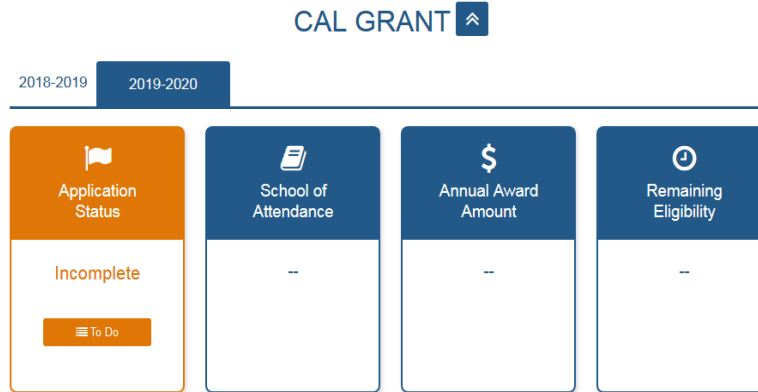 CAL GRANT
2018-2019
2019-2020
Application
Status
Incomplete
To Do
School of
Attendance
--
Annual Award
Amount
--
Remaining
Eligibility
--